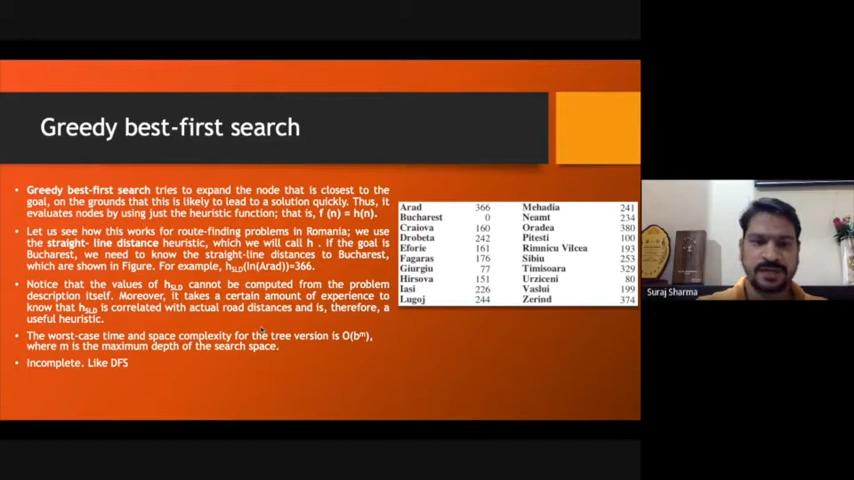 Greedy best-first search
• Greedy best-first search tries to expand the node that is closest to the
goal, on the grounds that this is likely to lead to a solution quickly. Thus, it
evaluates nodes by using just the heuristic function; that is, f (n) = h(n).
• Let us see how this works for route-finding problems in Romania; we use
the straight- line distance heuristic, which we will call h . If the goal is
Bucharest, we need to know the straight-line distances to Bucharest,
which are shown in Figure. For example, hSLD(In(Arad))=366.
• Notice that the values of hSLD cannot be computed from the problem
description itself. Moreover, it takes a certain amount of experience to
know that hSLD is correlated with actual road distances and is, therefore, a
useful heuristic.
• The worst-case time and space complexity for the tree version is O(bᵐ),
where m is the maximum depth of the search space.
• Incomplete. Like DFS
Arad 366 Mehadia 241
Bucharest 0 Neamt 234
Craiova 160 Oradea 380
Drobeta 242 Pitesti 100
Eforie 161 Rimnicu Vilcea 193
Fagaras 176 Sibiu 253
Giurgiu 77 Timisoara 329
Hirsova 151 Urziceni 80
Iasi 226 Vaslui 199
Lugoj 244 Zerind 374
Suraj Sharma